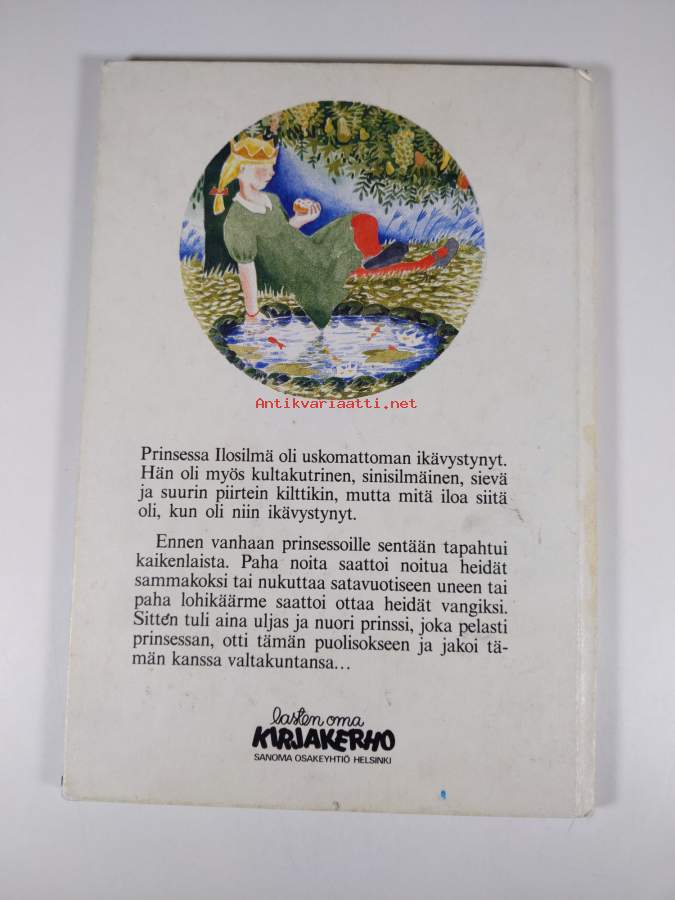 Antikvariaatti.net
Prinsessa Ilosilmä oli uskomattoman ikävystynyt.
Hän oli myös kultakutrinen, sinisilmäinen, sievä
ja suurin piirtein kilttikin, mutta mitä iloa siitä
oli, kun oli niin ikävystynyt.
Ennen vanhaan prinsessoille sentään tapahtui
kaikenlaista. Paha noita saattoi noitua heidät
sammakoksi tai nukuttaa satavuotiseen uneen tai
paha lohikäärme saattoi ottaa heidät vangiksi.
Sitten tuli aina uljas ja nuori prinssi, joka pelasti
prinsessan, otti tämän puolisokseen ja jakoi tä-
män kanssa valtakuntansa...
lasten oma
KIRJAKERHO
SANOMA OSAKEYHTIÖ HELSINKI